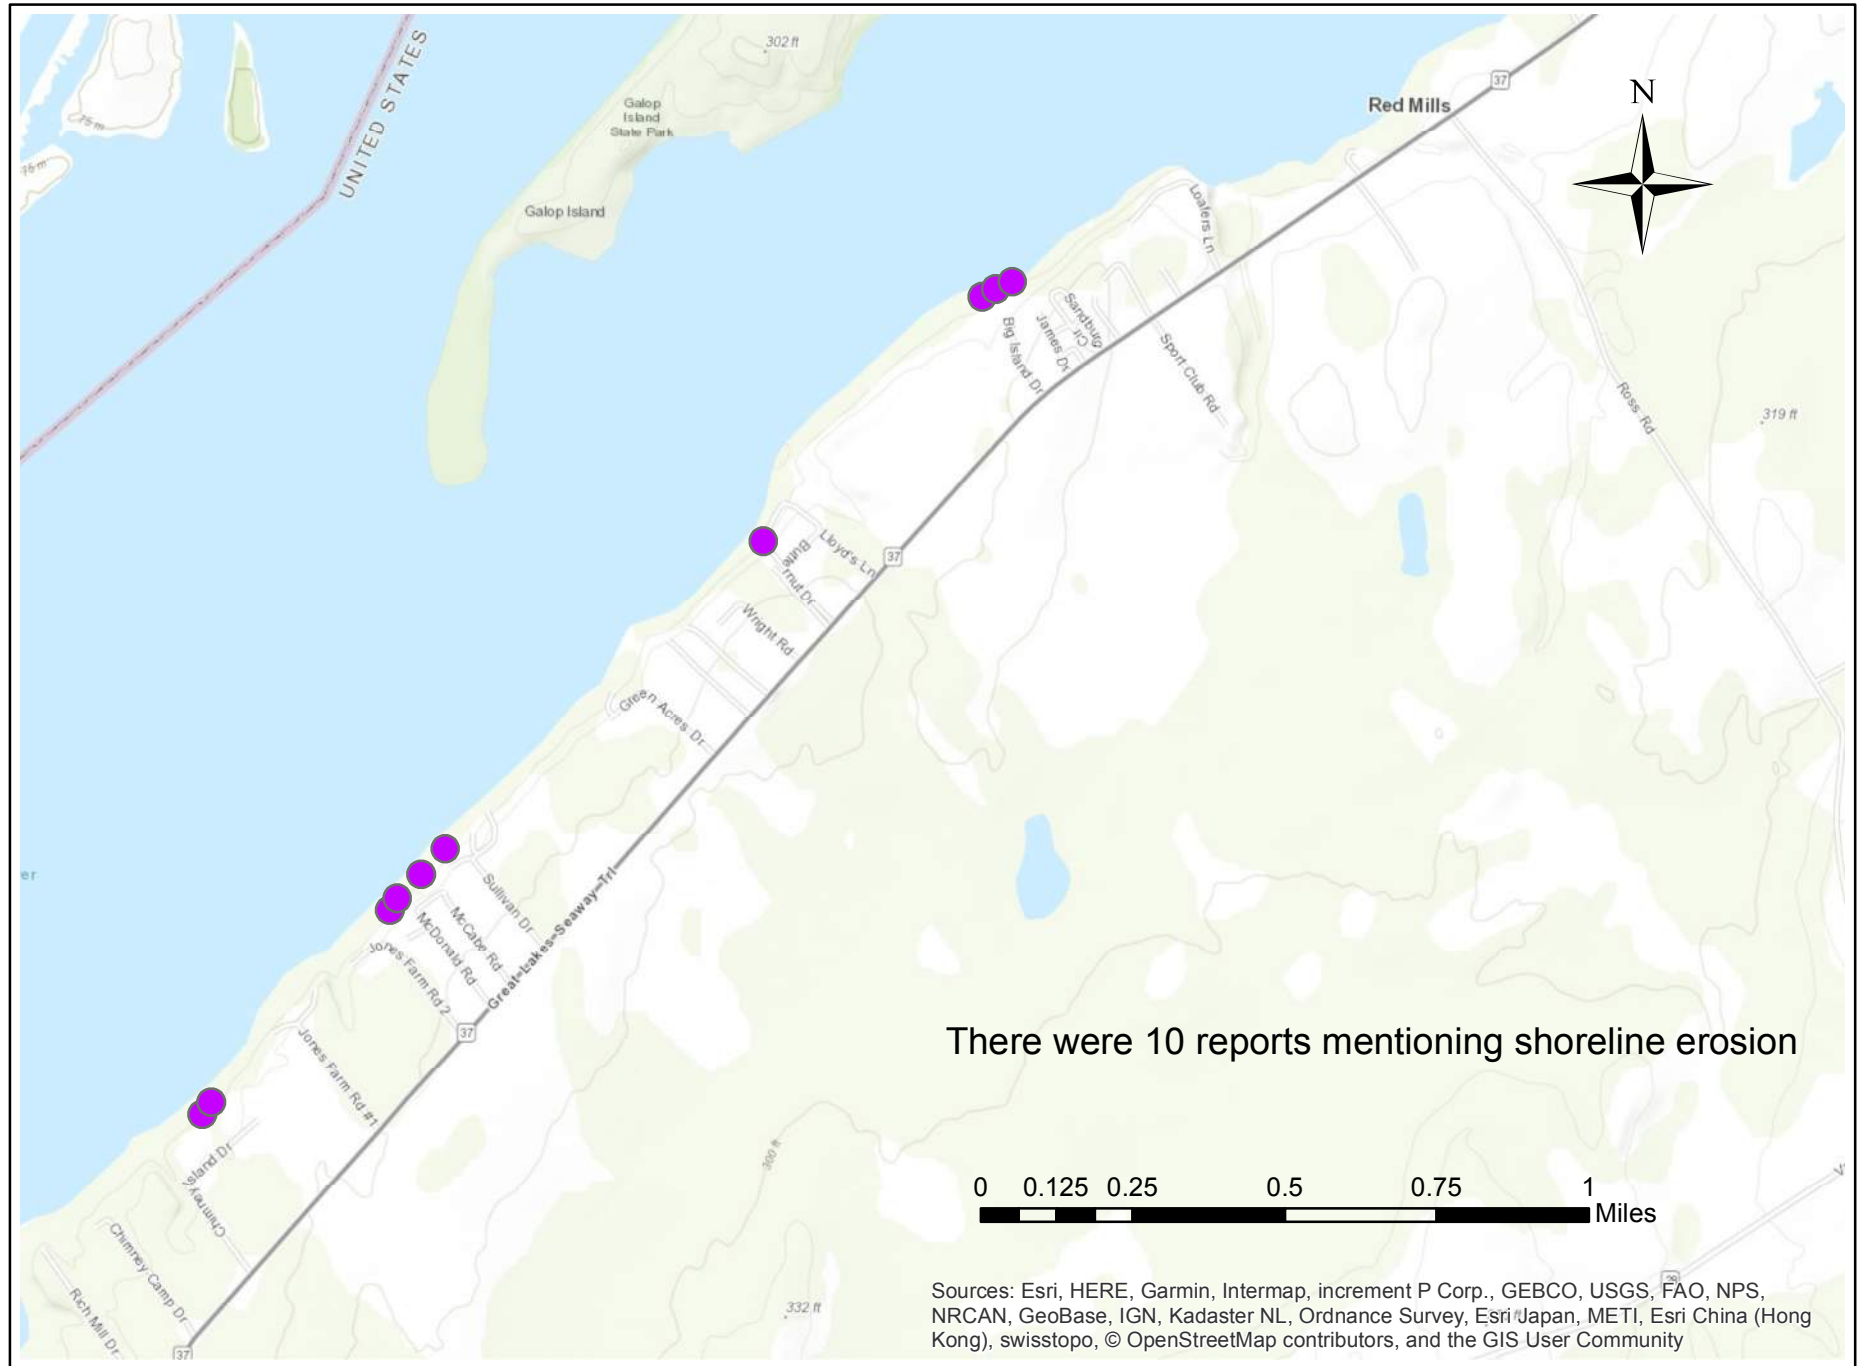 302 ft
UNITED STATES
Galop
Island
State Park
37
Red Mills
N
75 m
Galop Island
Loafers Ln
Sandburg
Cir
James Dr
Big Island Dr
Sport Club Rd
Ross Rd
319 ft
37
Lloyd's Ln
Butte
rnut Dr
Wright Rd
Green Acres Dr
er
Sullivan Dr
McCabe Rd
McDonald Rd
Great-Lakes-Seaway-Trl
Jones Farm Rd 2
37
Jones Farm Rd #1
There were 10 reports mentioning shoreline erosion
Island Dr
Chimney
300 ft
0 0.125 0.25 0.5 0.75 1
Miles
Chimney Camp Dr
Rich Mill Dr
37
332 ft
Sources: Esri, HERE, Garmin, Intermap, increment P Corp., GEBCO, USGS, FAO, NPS,
NRCAN, GeoBase, IGN, Kadaster NL, Ordnance Survey, Esri Japan, METI, Esri China (Hong
Kong), swisstopo, © OpenStreetMap contributors, and the GIS User Community